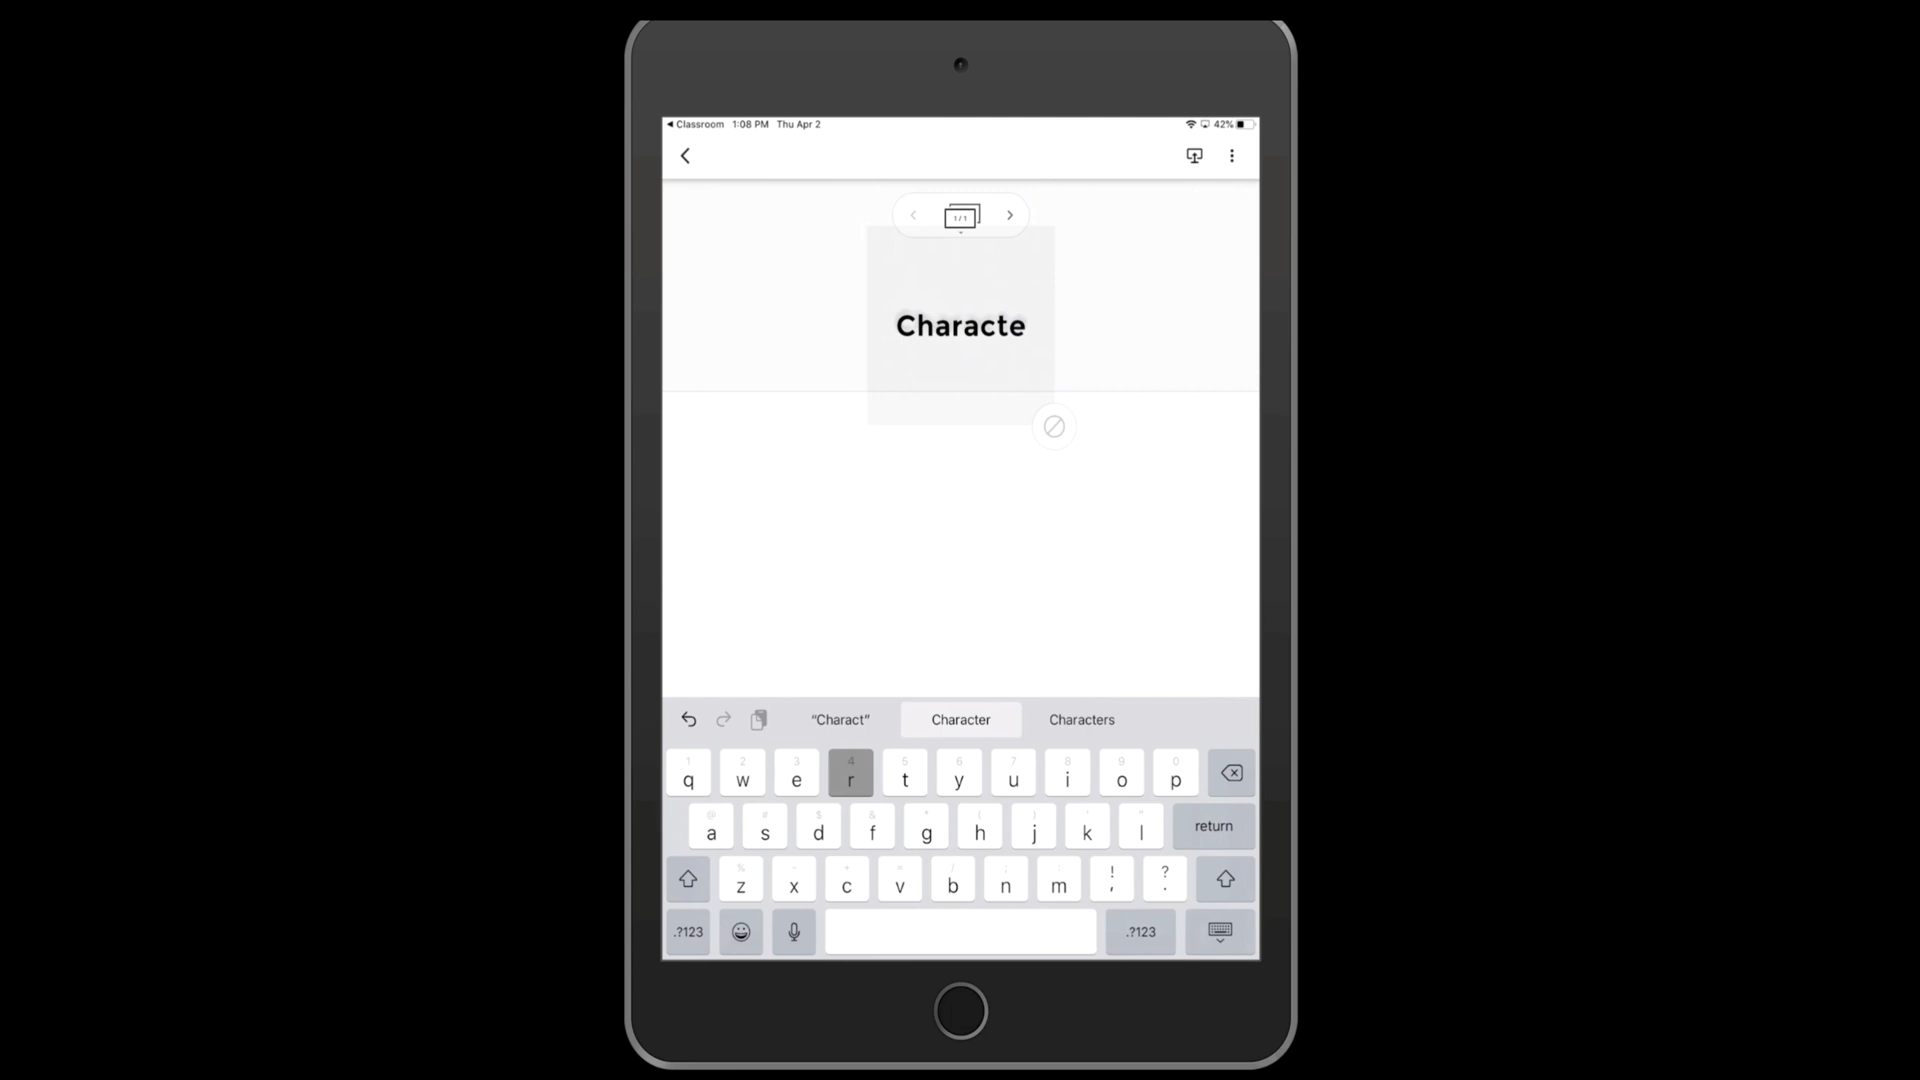 ◀ Classroom 1:08 PM Thu Apr 2 42%
1/1
Characte
“Charact” Character Characters
1 2 3 4 5 6 7 8 9 0
q w e r t y u i o p
a s d f g h j k l return
z x c v b n m ! , ? .
.?123 .?123